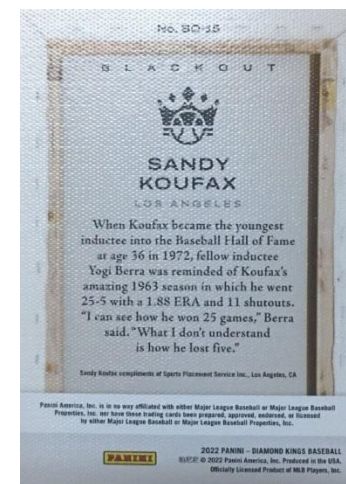 No. BO-15
BLACKOUT
SANDY
KOUFAX
LOS ANGELES
When Koufax became the youngest
inductee into the Baseball Hall of Fame
at age 36 in 1972, fellow inductee
Yogi Berra was reminded of Koufax's
amazing 1963 season in which he went
25-5 with a 1.88 ERA and 11 shutouts.
"I can see how he won 25 games," Berra
said. "What I don't understand
is how he lost five."
Sandy Koufax compliments of Sports Placement Service Inc., Los Angeles, CA
Panini America, Inc. is in no way affiliated with either Major League Baseball or Major League Baseball
Properties, Inc. nor have these trading cards been prepared, approved, endorsed, or licensed
by either Major League Baseball or Major League Baseball Properties, Inc.
PANINI
2022 PANINI – DIAMOND KINGS BASEBALL
© 2022 Panini America, Inc. Produced in the USA.
Officially Licensed Product of MLB Players, Inc.